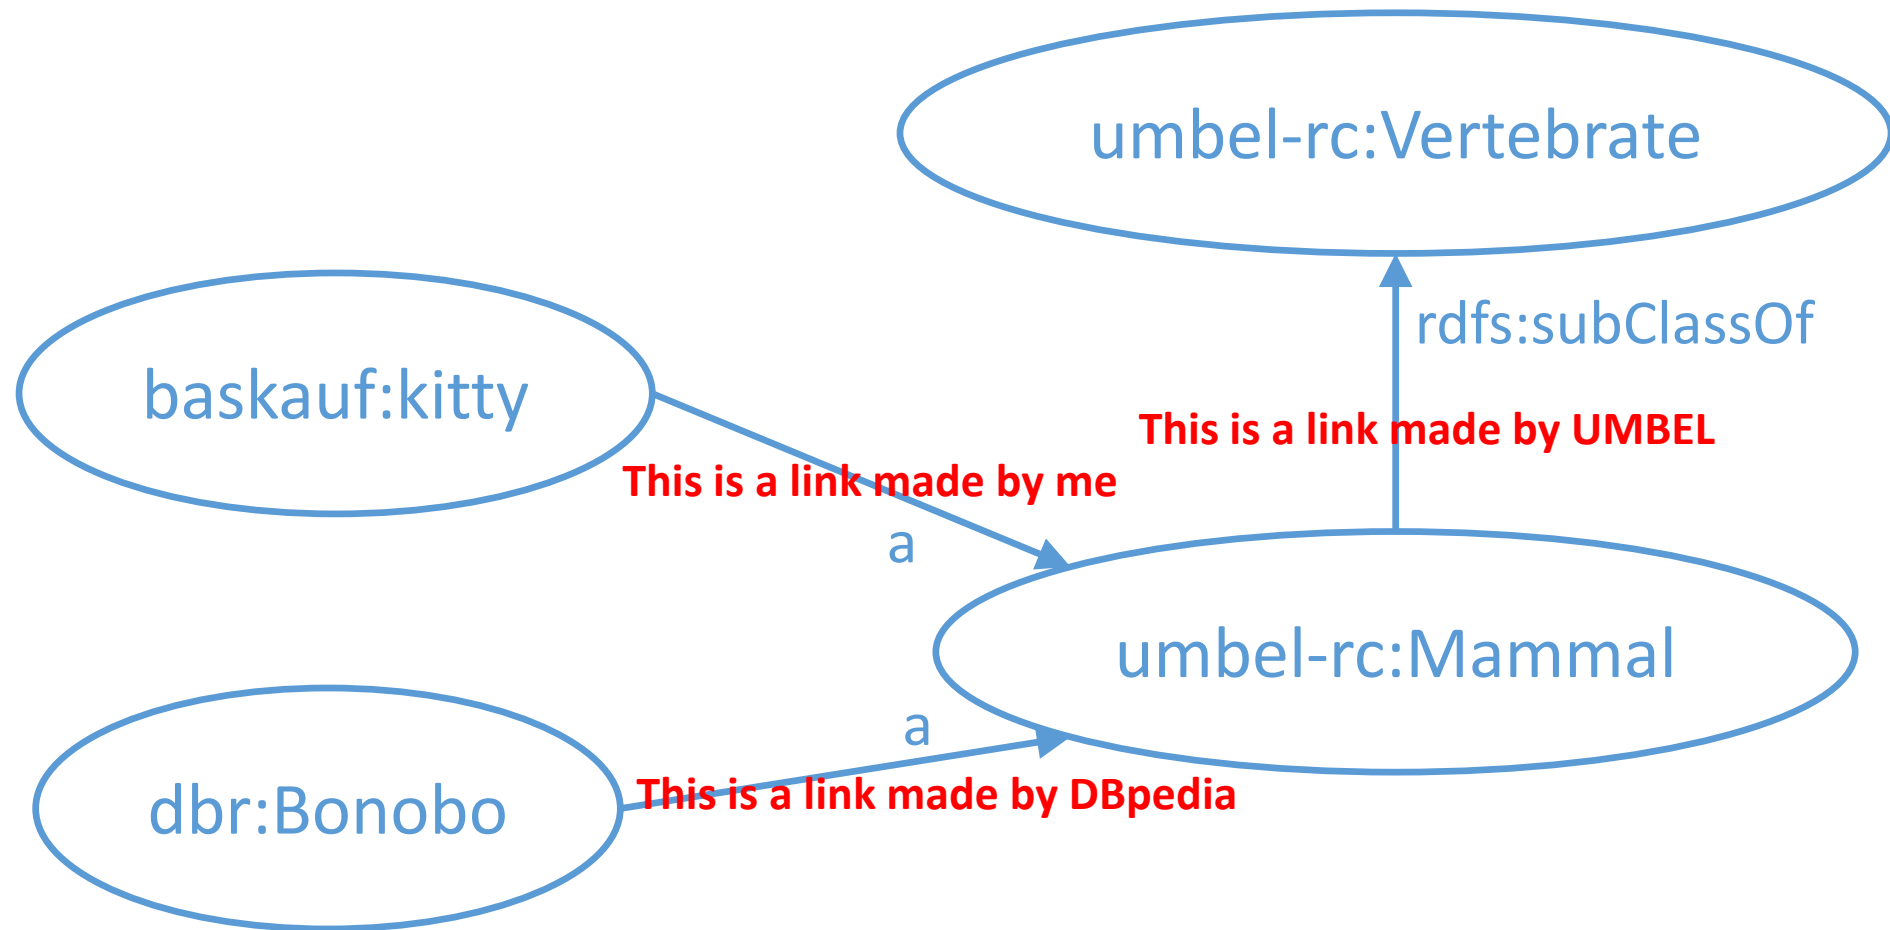 umbel-rc:Vertebrate
rdfs:subClassOf
baskauf:kitty
This is a link made by UMBEL
This is a link made by me
a
umbel-rc:Mammal
a
dbr:Bonobo
This is a link made by DBpedia